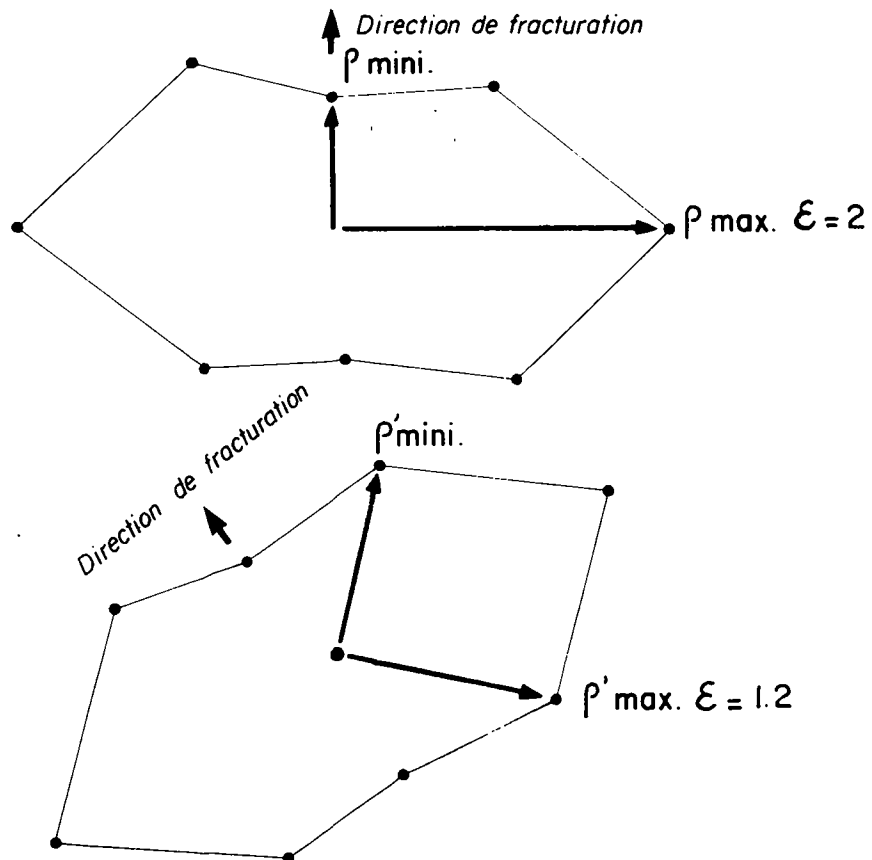 Direction de fracturation
ρ mini.
ρ max. ℰ = 2
Direction de fracturation
ρ'mini.
ρ' max. ℰ = 1.2